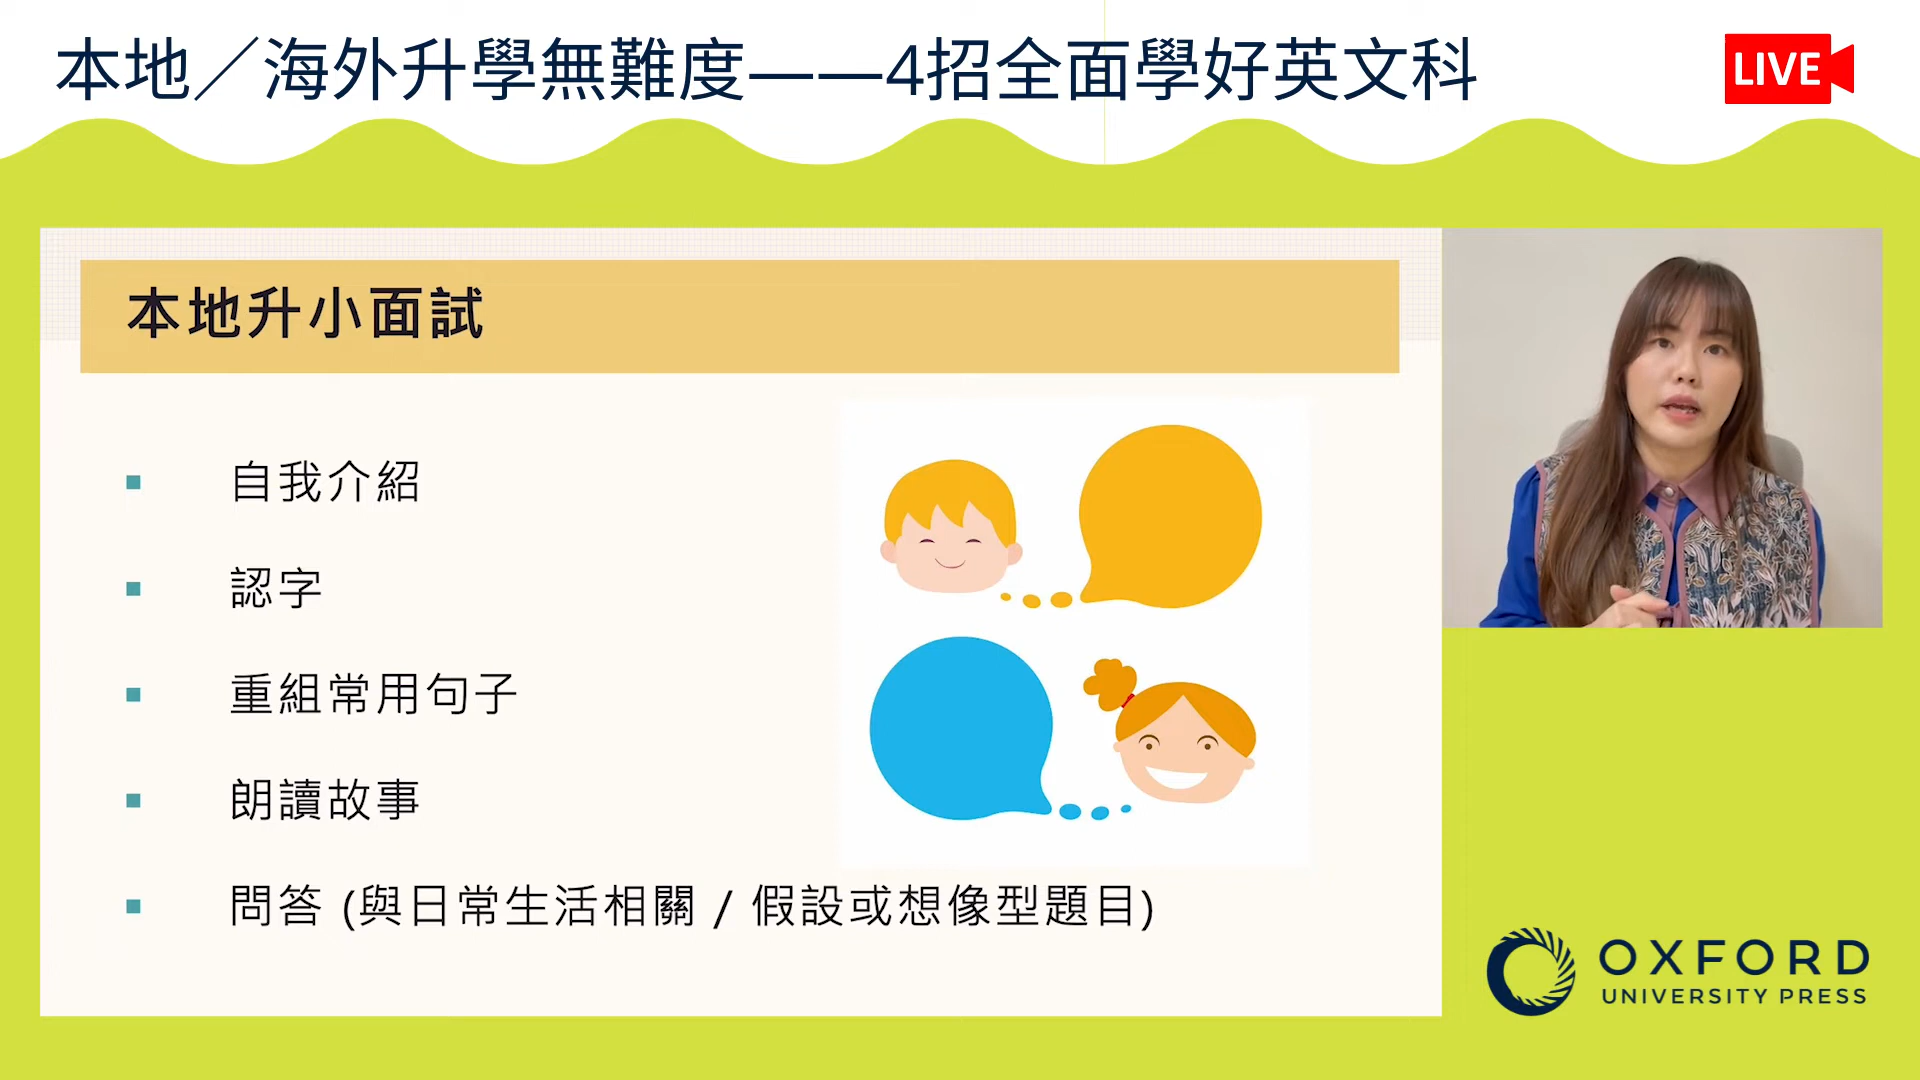 本地／海外升學無難度——4招全面學好英文科
LIVE
本地升小面試
自我介紹
認字
重組常用句子
朗讀故事
問答 (與日常生活相關 / 假設或想像型題目)
OXFORD
UNIVERSITY PRESS